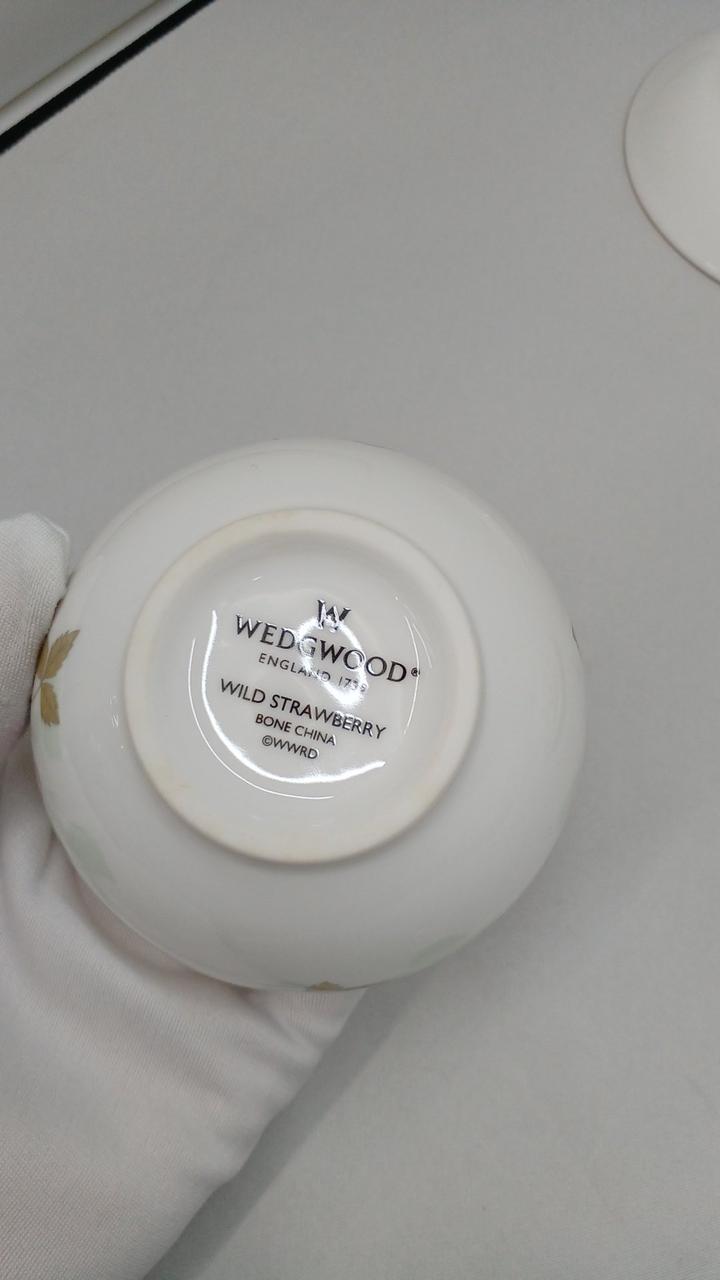 W
WEDGWOOD®
ENGLAND 1759
WILD STRAWBERRY
BONE CHINA
©WWRD